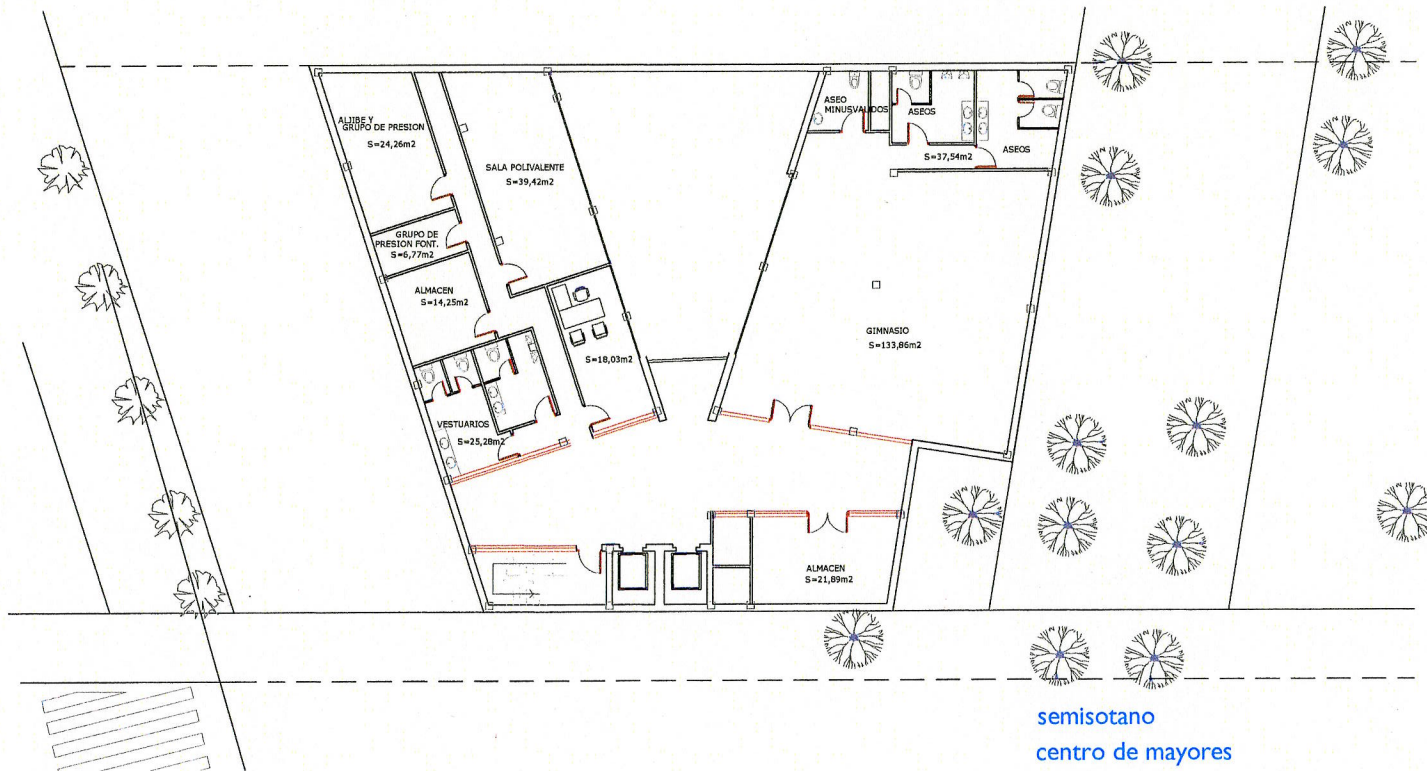 ALJIBE Y
GRUPO DE PRESION
S=24,26m2
SALA POLIVALENTE
S=39,42m2
ASEO
MINUSVALIDOS
ASEOS
S=37,54m2
ASEOS
GRUPO DE
PRESION FONT.
S=6,77m2
ALMACEN
S=14,25m2
S=18,03m2
GIMNASIO
S=133,86m2
VESTUARIOS
S=25,28m2
ALMACEN
S=21,89m2
semisotano
centro de mayores